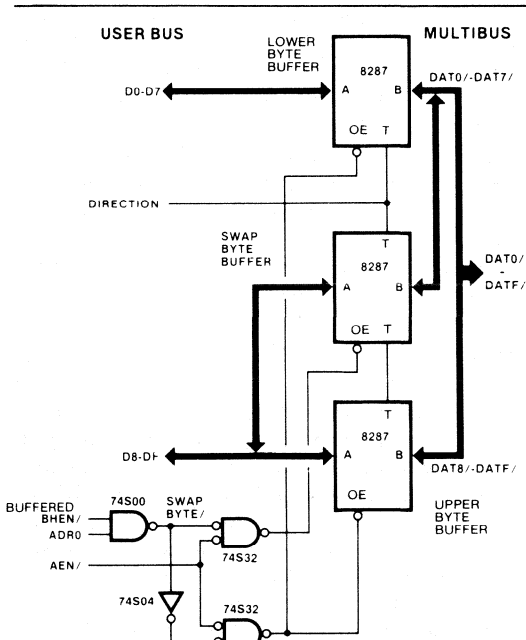 USER BUS
MULTIBUS
LOWER
BYTE
BUFFER
8287
DAT0/-DAT7/
D0-D7
A
B
OE T
DIRECTION
SWAP
BYTE
BUFFER
T
8287
DAT0/
-
DATF/
A
B
OE T
T
8287
D8-DF
A
B
DAT8/-DATF/
OE
UPPER
BYTE
BUFFER
74S00
BUFFERED
BHEN/
ADR0
SWAP
BYTE/
74S32
AEN/
74S04
74S32